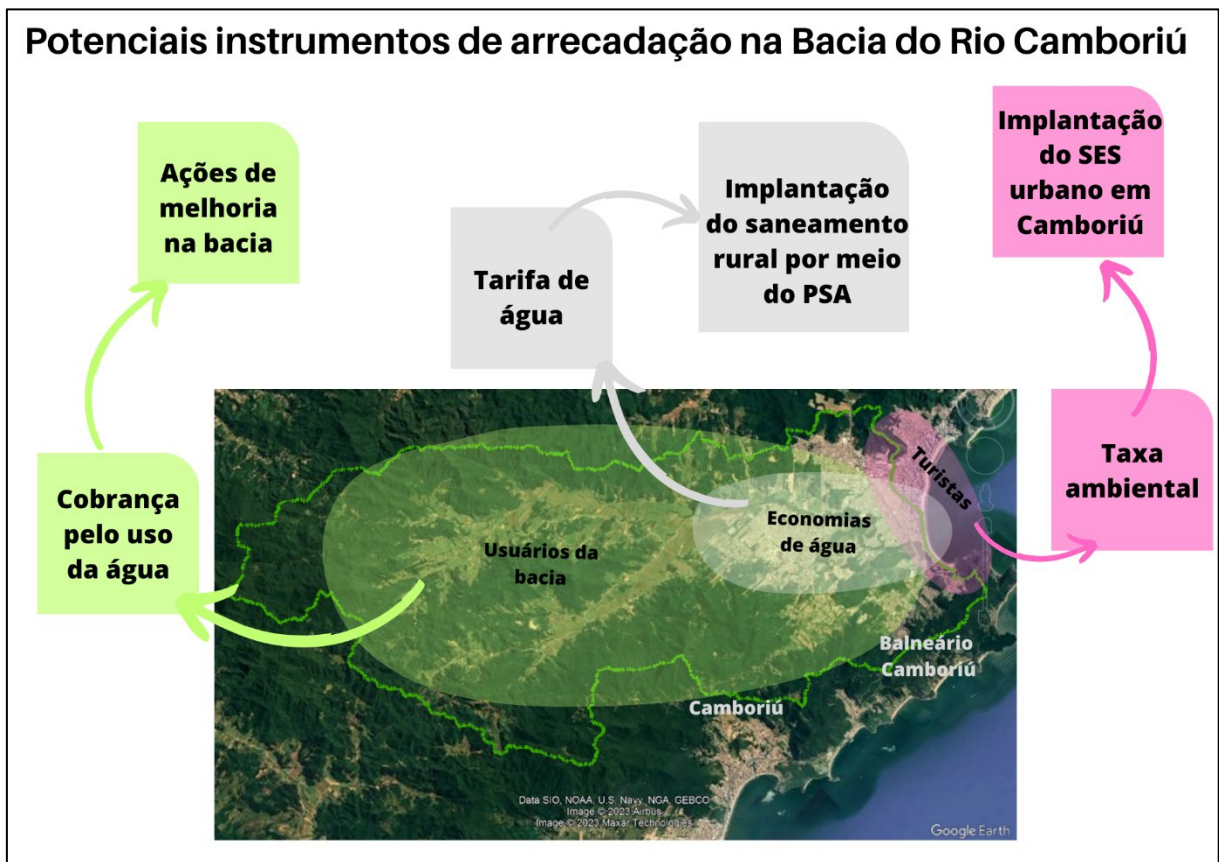 Potenciais instrumentos de arrecadação na Bacia do Rio Camboriú
Ações de
melhoria
na bacia
Cobrança
pelo uso
da água
Tarifa de
água
Implantação
do saneamento
rural por meio
do PSA
Implantação
do SES
urbano em
Camboriú
Taxa
ambiental
Usuários da
bacia
Economias
de água
Turistas
Balneário
Camboriú
Camboriú
Data SIO, NOAA, U.S. Navy, NGA, GEBCO
Image © 2023 Airbus
Image © 2023 Maxar Technologies
Google Earth